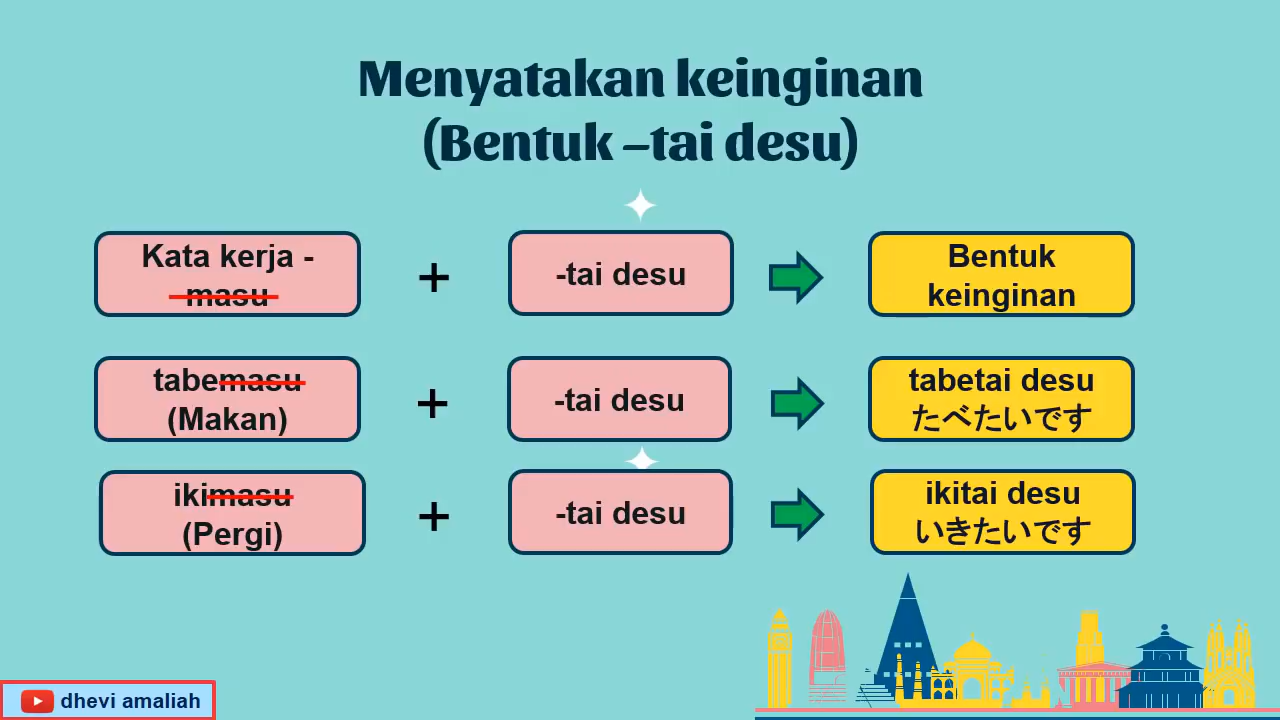 Menyatakan keinginan
(Bentuk –tai desu)
Kata kerja -
masu
+
-tai desu
Bentuk
keinginan
tabemasu
(Makan)
+
-tai desu
tabetai desu
たべたいです
ikimasu
(Pergi)
+
-tai desu
ikitai desu
いきたいです
dhevi amaliah